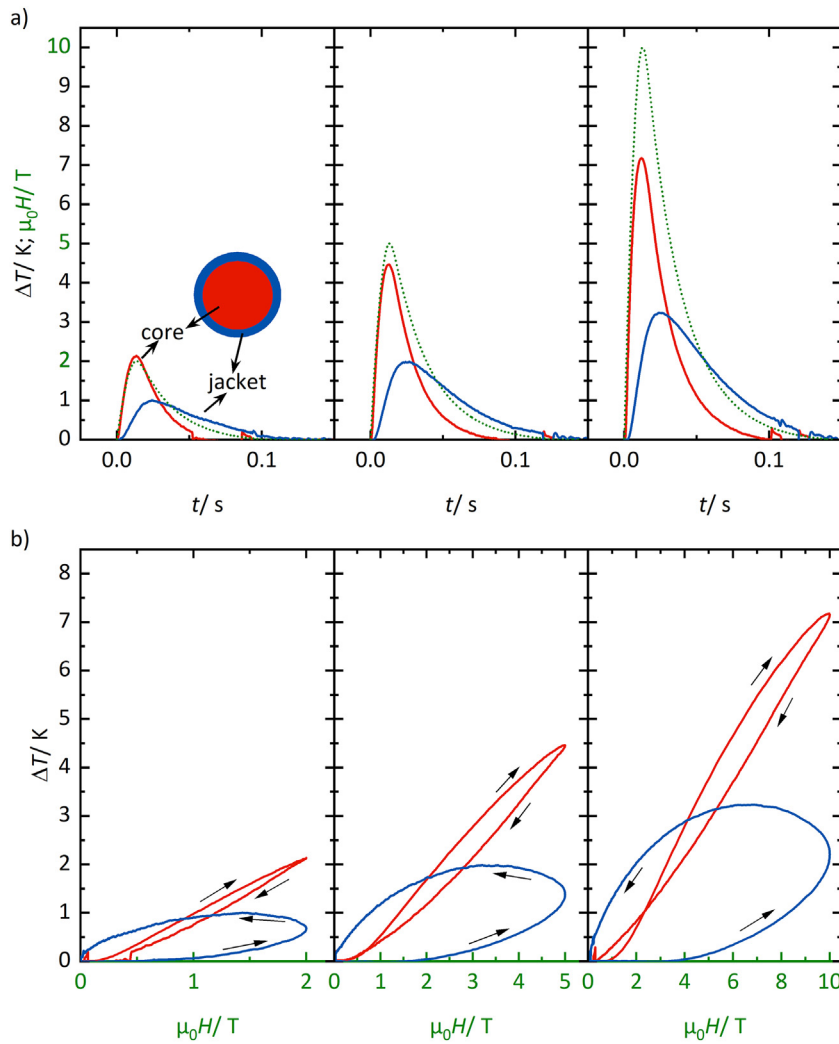 a)
10
9
8
7
6
5
4
3
2
1
0
ΔT/ K; μ₀H/ T
core
jacket
0.0 0.1 0.0 0.1 0.0 0.1
t/ s t/ s t/ s
b)
8
7
6
5
4
3
2
1
0
ΔT/ K
0 1 2 0 1 2 3 4 5 0 2 4 6 8 10
μ₀H/ T μ₀H/ T μ₀H/ T